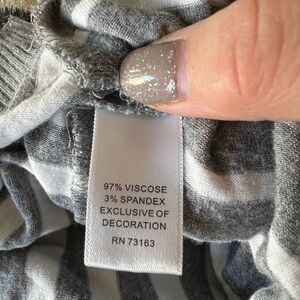 97% VISCOSE
3% SPANDEX
EXCLUSIVE OF
DECORATION
RN 73163